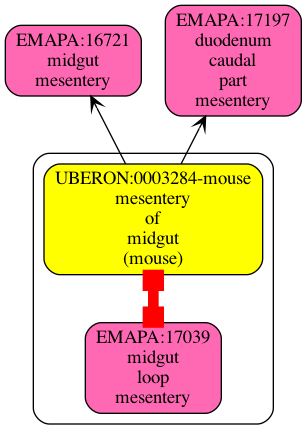 EMAPA:16721
midgut
mesentery
EMAPA:17197
duodenum
caudal
part
mesentery
UBERON:0003284-mouse
mesentery
of
midgut
(mouse)
EMAPA:17039
midgut
loop
mesentery